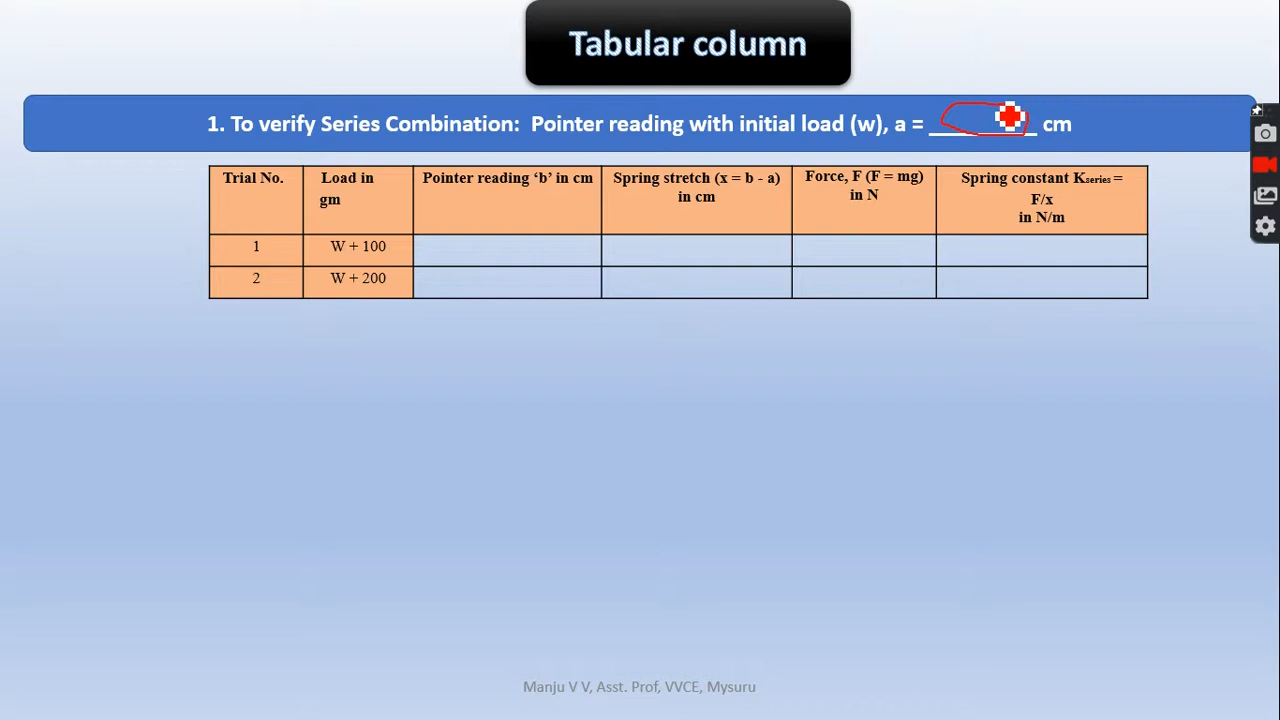 Tabular column
1. To verify Series Combination: Pointer reading with initial load (w), a = ________ cm
Trial No. Load in gm Pointer reading ‘b’ in cm Spring stretch (x = b - a) in cm Force, F (F = mg) in N Spring constant Kseries = F/x in N/m
1 W + 100
2 W + 200
Manju V V, Asst. Prof, VVCE, Mysuru